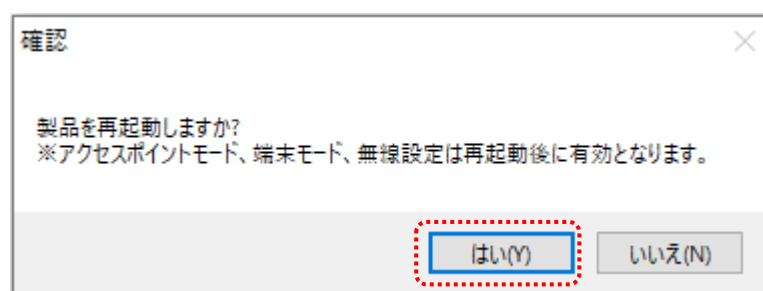 確認
製品を再起動しますか?
※アクセスポイントモード、端末モード、無線設定は再起動後に有効となります。
はい(Y)
いいえ(N)